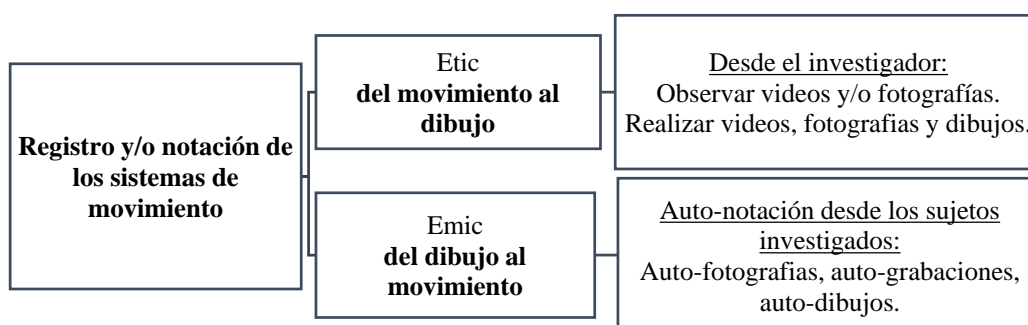 Registro y/o notación de
los sistemas de
movimiento
Etic
del movimiento al
dibujo
Desde el investigador:
Observar videos y/o fotografías.
Realizar videos, fotografias y dibujos.
Emic
del dibujo al
movimiento
Auto-notación desde los sujetos
investigados:
Auto-fotografias, auto-grabaciones,
auto-dibujos.